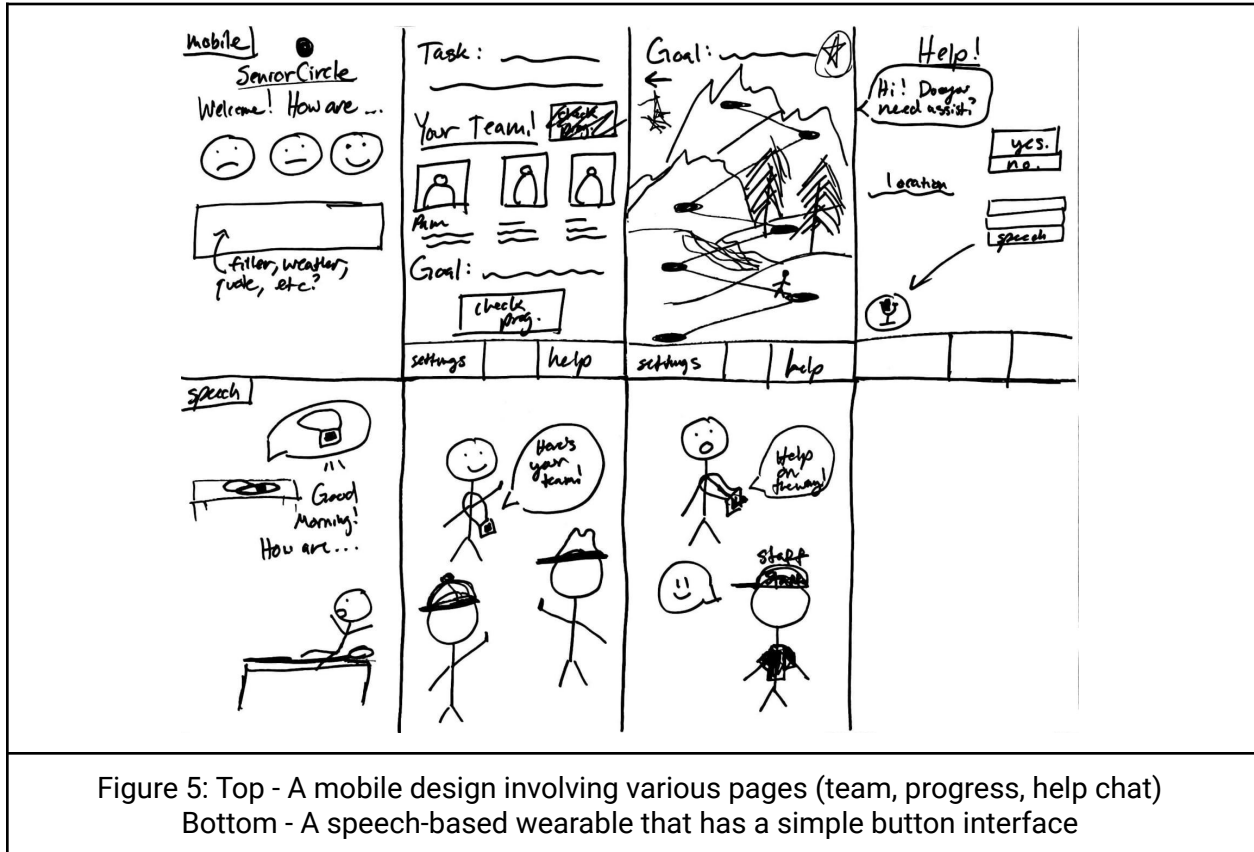 mobile
SeniorCircle
Welcome! How are ...
filler, weather,
quote, etc?
Task:
Your Team!
check
prog.
Pam
Goal:
check
prog.
settings
help
Goal:
settings
help
Help!
Hi! Do you
need assist?
yes.
no.
location
speech
speech
Good
Morning!
How are...
Here's
your
team!
Help
on
the way!
staff
Figure 5: Top - A mobile design involving various pages (team, progress, help chat)
Bottom - A speech-based wearable that has a simple button interface